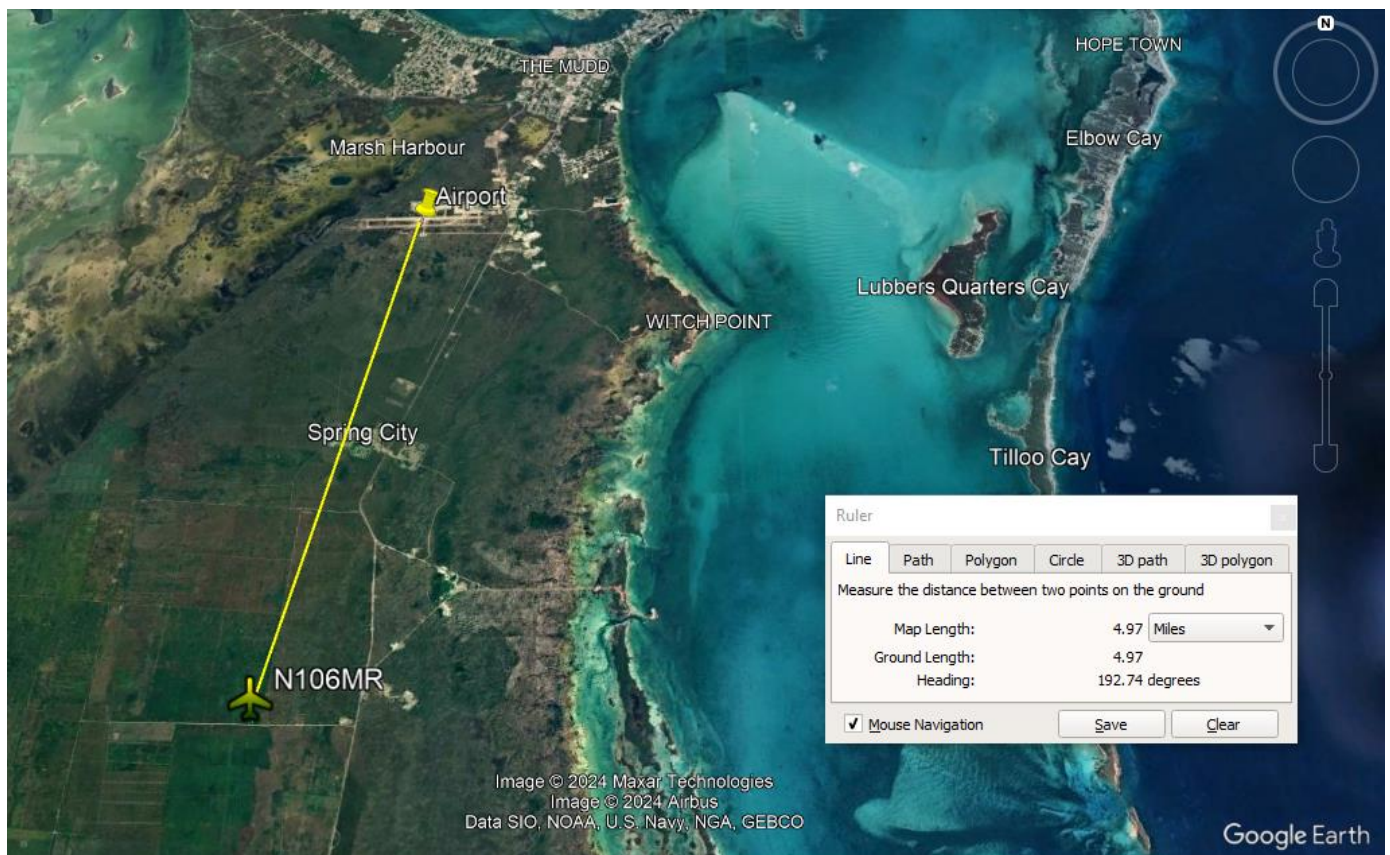 N
HOPE TOWN
THE MUDD
Elbow Cay
Marsh Harbour
Airport
Lubbers Quarters Cay
WITCH POINT
Spring City
Tilloo Cay
Ruler
Line Path Polygon Circle 3D path 3D polygon
Measure the distance between two points on the ground
Map Length: 4.97 Miles
Ground Length: 4.97
Heading: 192.74 degrees
Mouse Navigation Save Clear
N106MR
Image © 2024 Maxar Technologies
Image © 2024 Airbus
Data SIO, NOAA, U.S. Navy, NGA, GEBCO
Google Earth